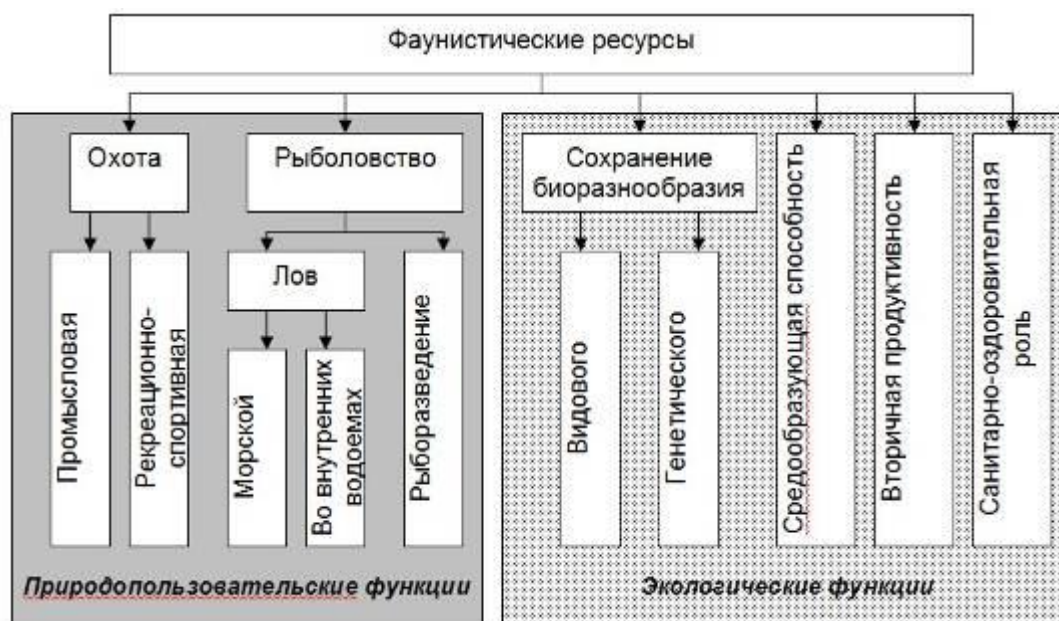 Фаунистические ресурсы
Охота
Рыболовство
Сохранение
биоразнообразия
Лов
Промысловая
Рекреационно-
спортивная
Морской
Во внутренних
водоемах
Рыборазведение
Видового
Генетического
Средообразующая способность
Вторичная продуктивность
Санитарно-оздоровительная
роль
Природопользовательские функции
Экологические функции